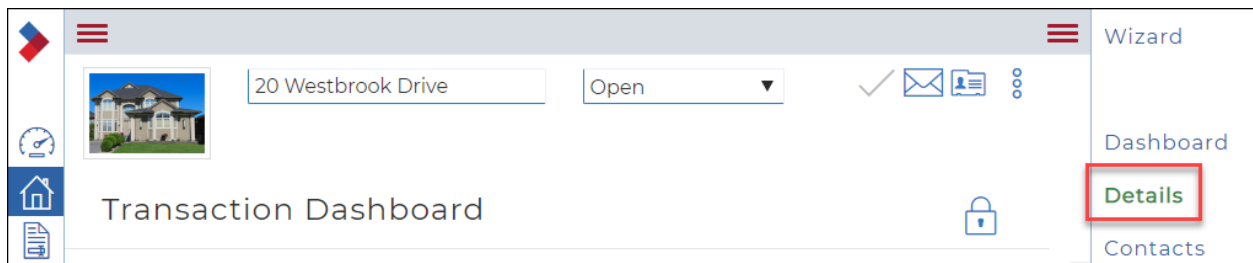 Wizard
20 Westbrook Drive
Open
Dashboard
Transaction Dashboard
Details
Contacts